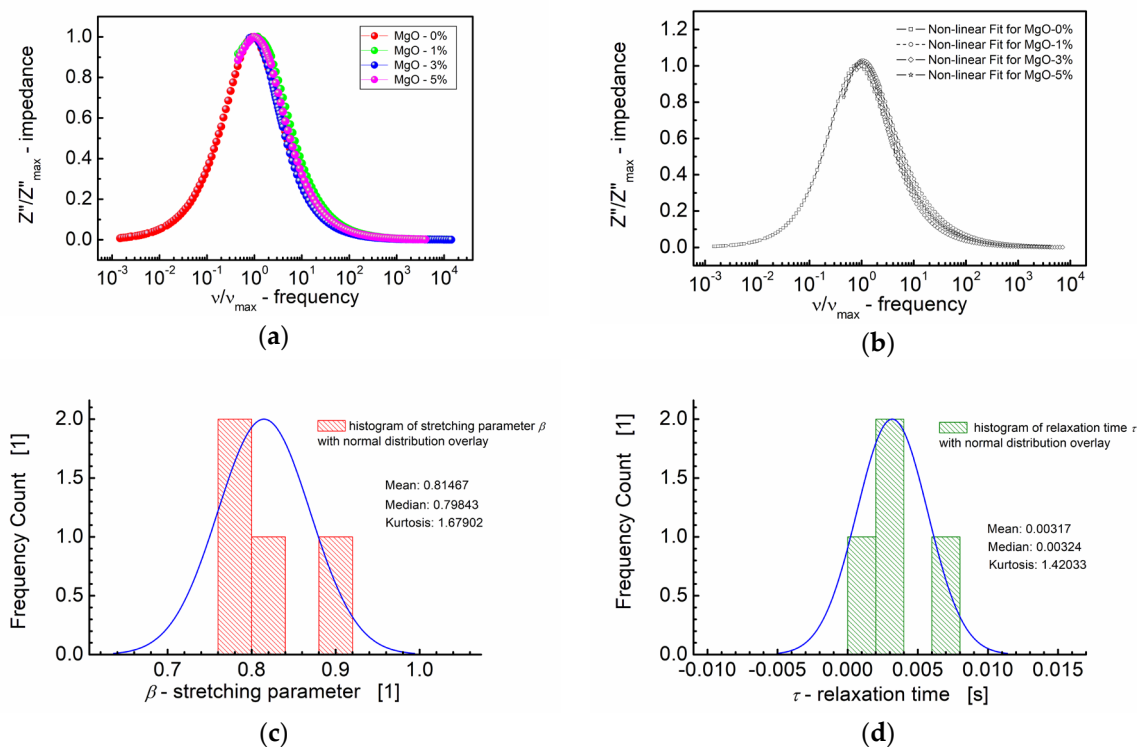 Z"/Z"max - impedance
1.0
0.8
0.6
0.4
0.2
0.0
MgO - 0%
MgO - 1%
MgO - 3%
MgO - 5%
10⁻³ 10⁻² 10⁻¹ 10⁰ 10¹ 10² 10³ 10⁴
ν/νmax - frequency
(a)
Z"/Z"max - impedance
1.2
1.0
0.8
0.6
0.4
0.2
0.0
Non-linear Fit for MgO-0%
Non-linear Fit for MgO-1%
Non-linear Fit for MgO-3%
Non-linear Fit for MgO-5%
10⁻³ 10⁻² 10⁻¹ 10⁰ 10¹ 10² 10³ 10⁴
ν/νmax - frequency
(b)
Frequency Count [1]
2.0
1.5
1.0
0.5
0.0
histogram of stretching parameter β
with normal distribution overlay
Mean: 0.81467
Median: 0.79843
Kurtosis: 1.67902
0.7 0.8 0.9 1.0
β - stretching parameter [1]
(c)
Frequency Count [1]
2.0
1.5
1.0
0.5
0.0
histogram of relaxation time τ
with normal distribution overlay
Mean: 0.00317
Median: 0.00324
Kurtosis: 1.42033
-0.010 -0.005 0.000 0.005 0.010 0.015
τ - relaxation time [s]
(d)